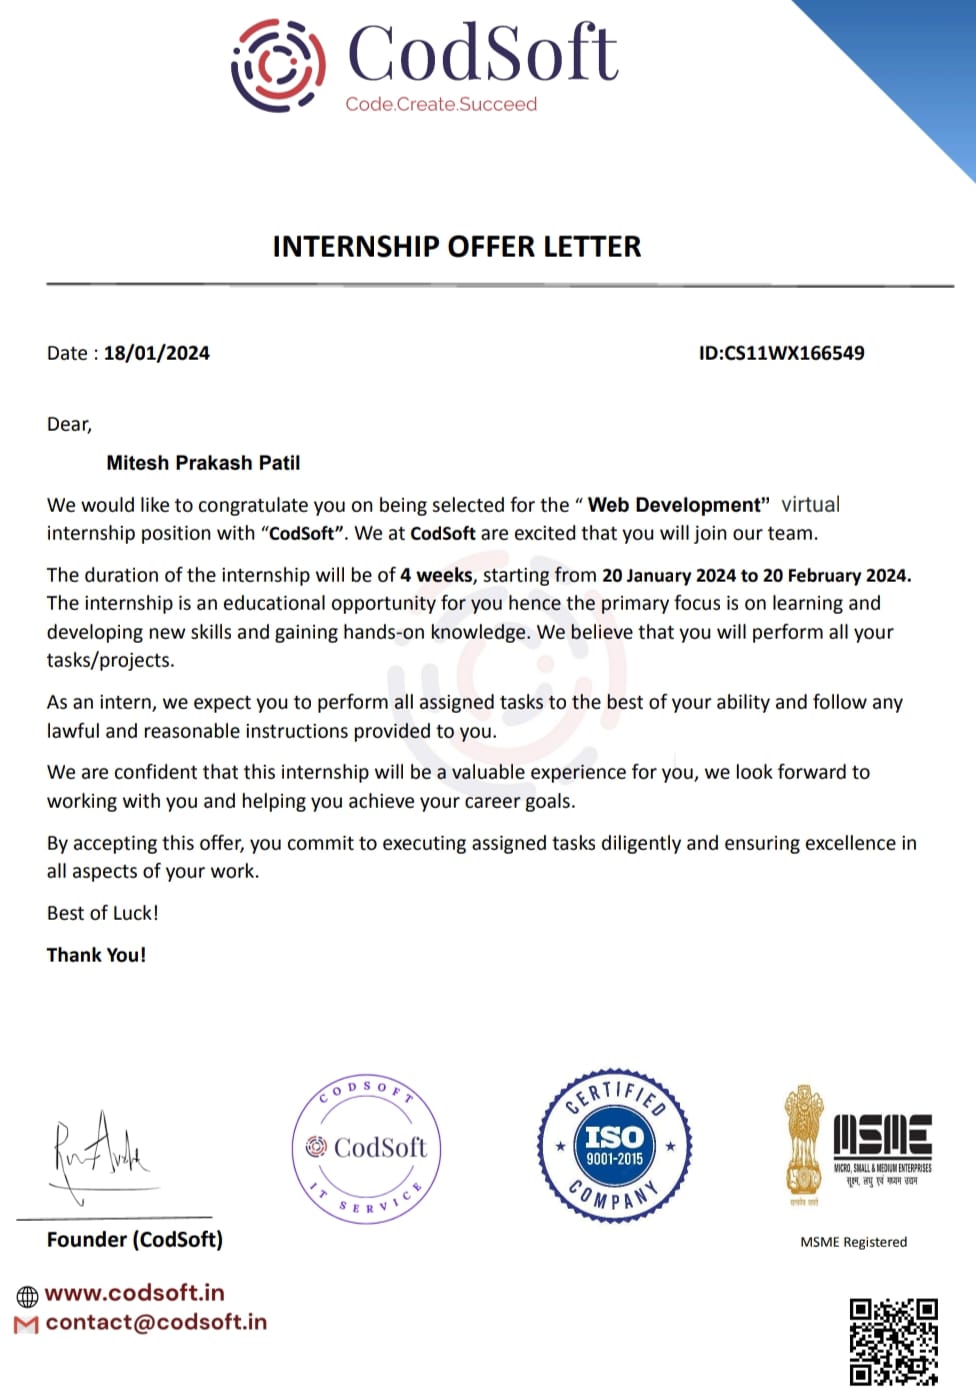 CodSoft
Code.Create.Succeed
INTERNSHIP OFFER LETTER
Date : 18/01/2024
ID:CS11WX166549
Dear,
Mitesh Prakash Patil
We would like to congratulate you on being selected for the “ Web Development” virtual
internship position with “CodSoft”. We at CodSoft are excited that you will join our team.
The duration of the internship will be of 4 weeks, starting from 20 January 2024 to 20 February 2024.
The internship is an educational opportunity for you hence the primary focus is on learning and
developing new skills and gaining hands-on knowledge. We believe that you will perform all your
tasks/projects.
As an intern, we expect you to perform all assigned tasks to the best of your ability and follow any
lawful and reasonable instructions provided to you.
We are confident that this internship will be a valuable experience for you, we look forward to
working with you and helping you achieve your career goals.
By accepting this offer, you commit to executing assigned tasks diligently and ensuring excellence in
all aspects of your work.
Best of Luck!
Thank You!
CODSOFT
CodSoft
IT SERVICE
CERTIFIED
ISO
9001-2015
COMPANY
MSME
MICRO, SMALL & MEDIUM ENTERPRISES
सूक्ष्म, लघु एवं मध्यम उद्यम
सत्यमेव जयते
Founder (CodSoft)
MSME Registered
www.codsoft.in
contact@codsoft.in